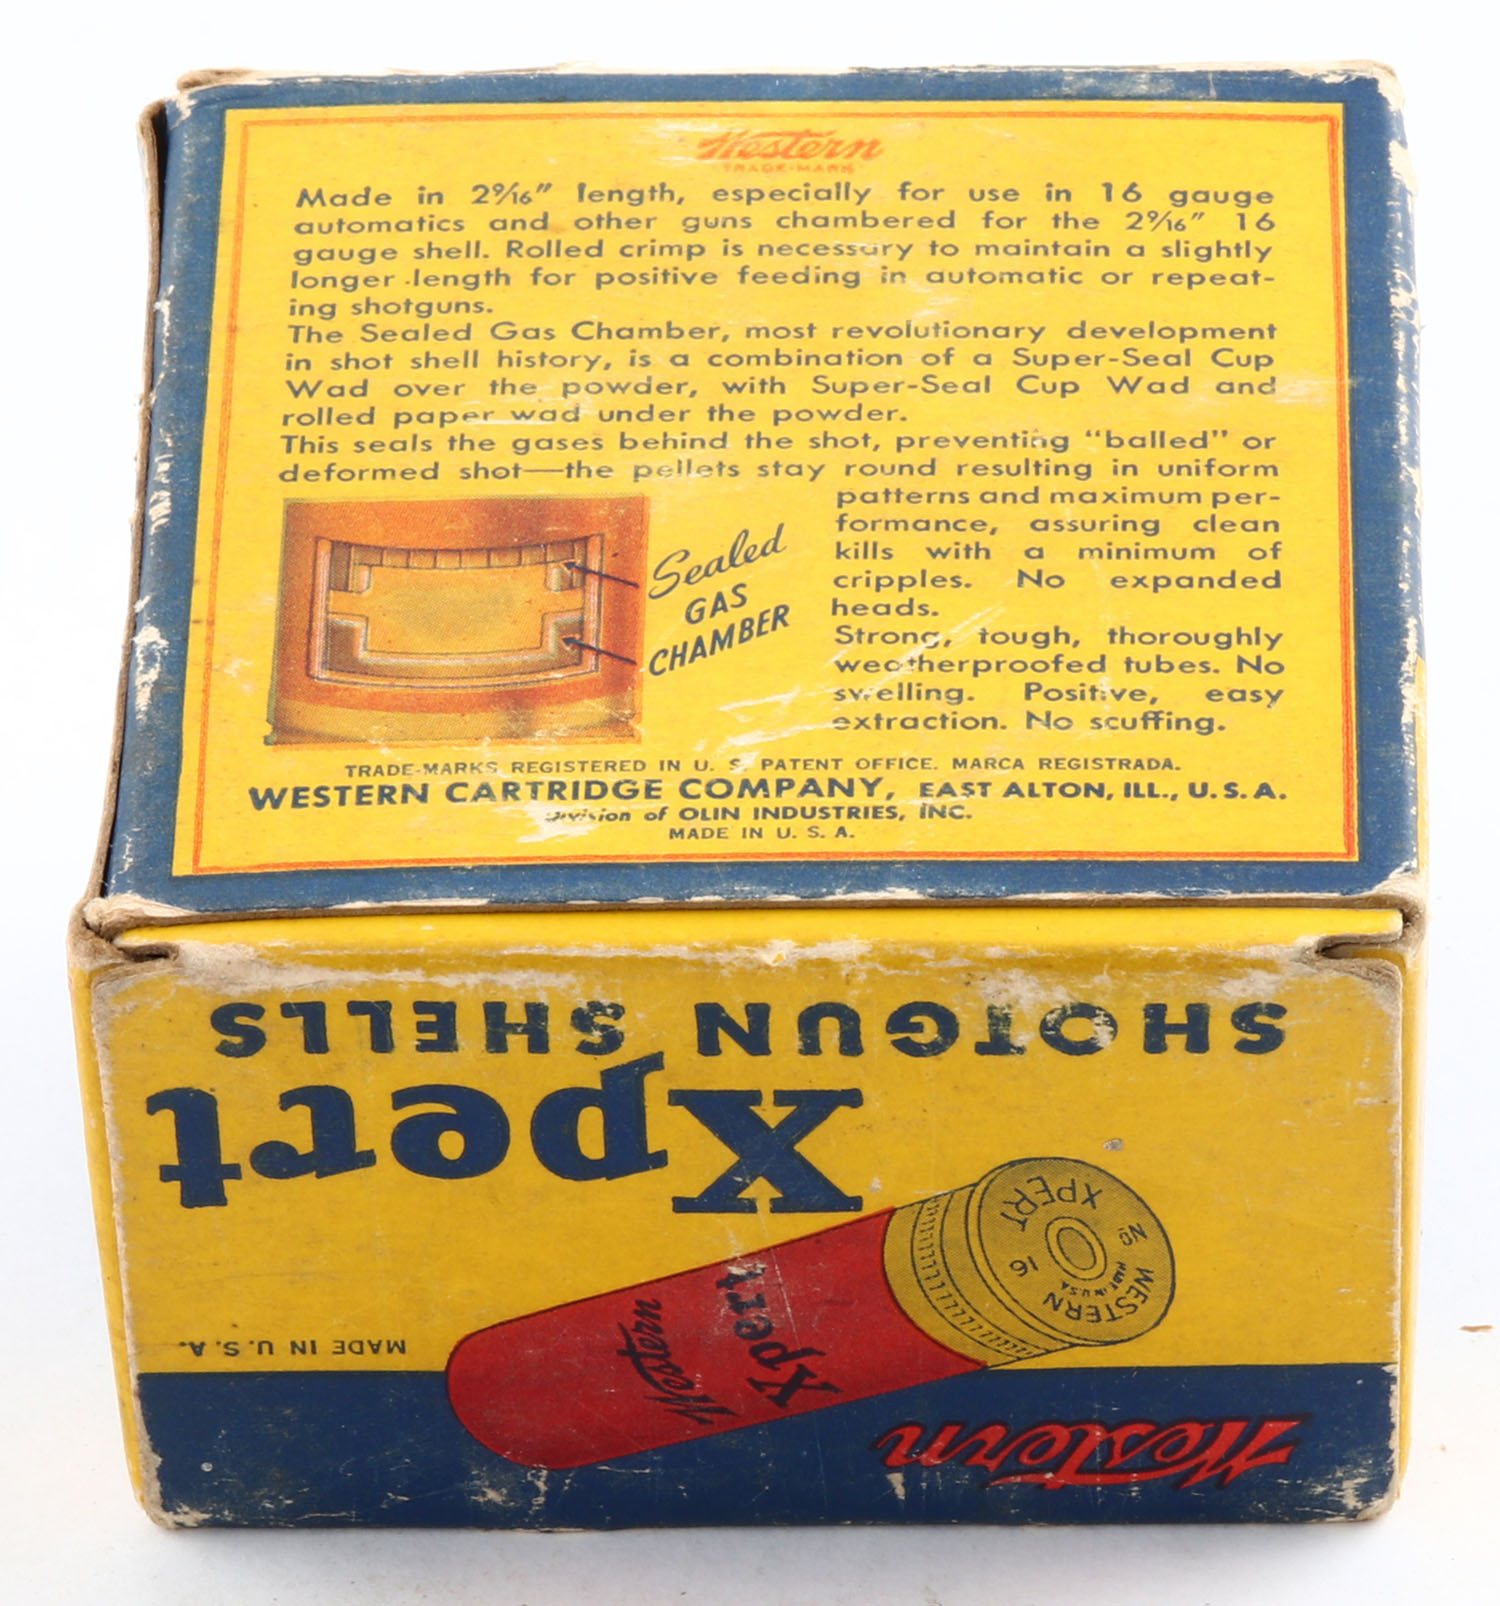 Western
TRADE-MARK
Made in 2 9/16" length, especially for use in 16 gauge
automatics and other guns chambered for the 2 9/16" 16
gauge shell. Rolled crimp is necessary to maintain a slightly
longer length for positive feeding in automatic or repeat-
ing shotguns.
The Sealed Gas Chamber, most revolutionary development
in shot shell history, is a combination of a Super-Seal Cup
Wad over the powder, with Super-Seal Cup Wad and
rolled paper wad under the powder.
This seals the gases behind the shot, preventing "balled" or
deformed shot—the pellets stay round resulting in uniform
patterns and maximum per-
formance, assuring clean
kills with a minimum of
cripples. No expanded
heads.
Strong, tough, thoroughly
weatherproofed tubes. No
swelling. Positive, easy
extraction. No scuffing.
Sealed
GAS
CHAMBER
TRADE-MARKS REGISTERED IN U. S. PATENT OFFICE. MARCA REGISTRADA.
WESTERN CARTRIDGE COMPANY, EAST ALTON, ILL., U. S. A.
Division of OLIN INDUSTRIES, INC.
MADE IN U. S. A.
Western
MADE IN U. S. A.
Western
Xpert
WESTERN
MADE IN U.S.A.
No
16
XPERT
Xpert
SHOTGUN SHELLS